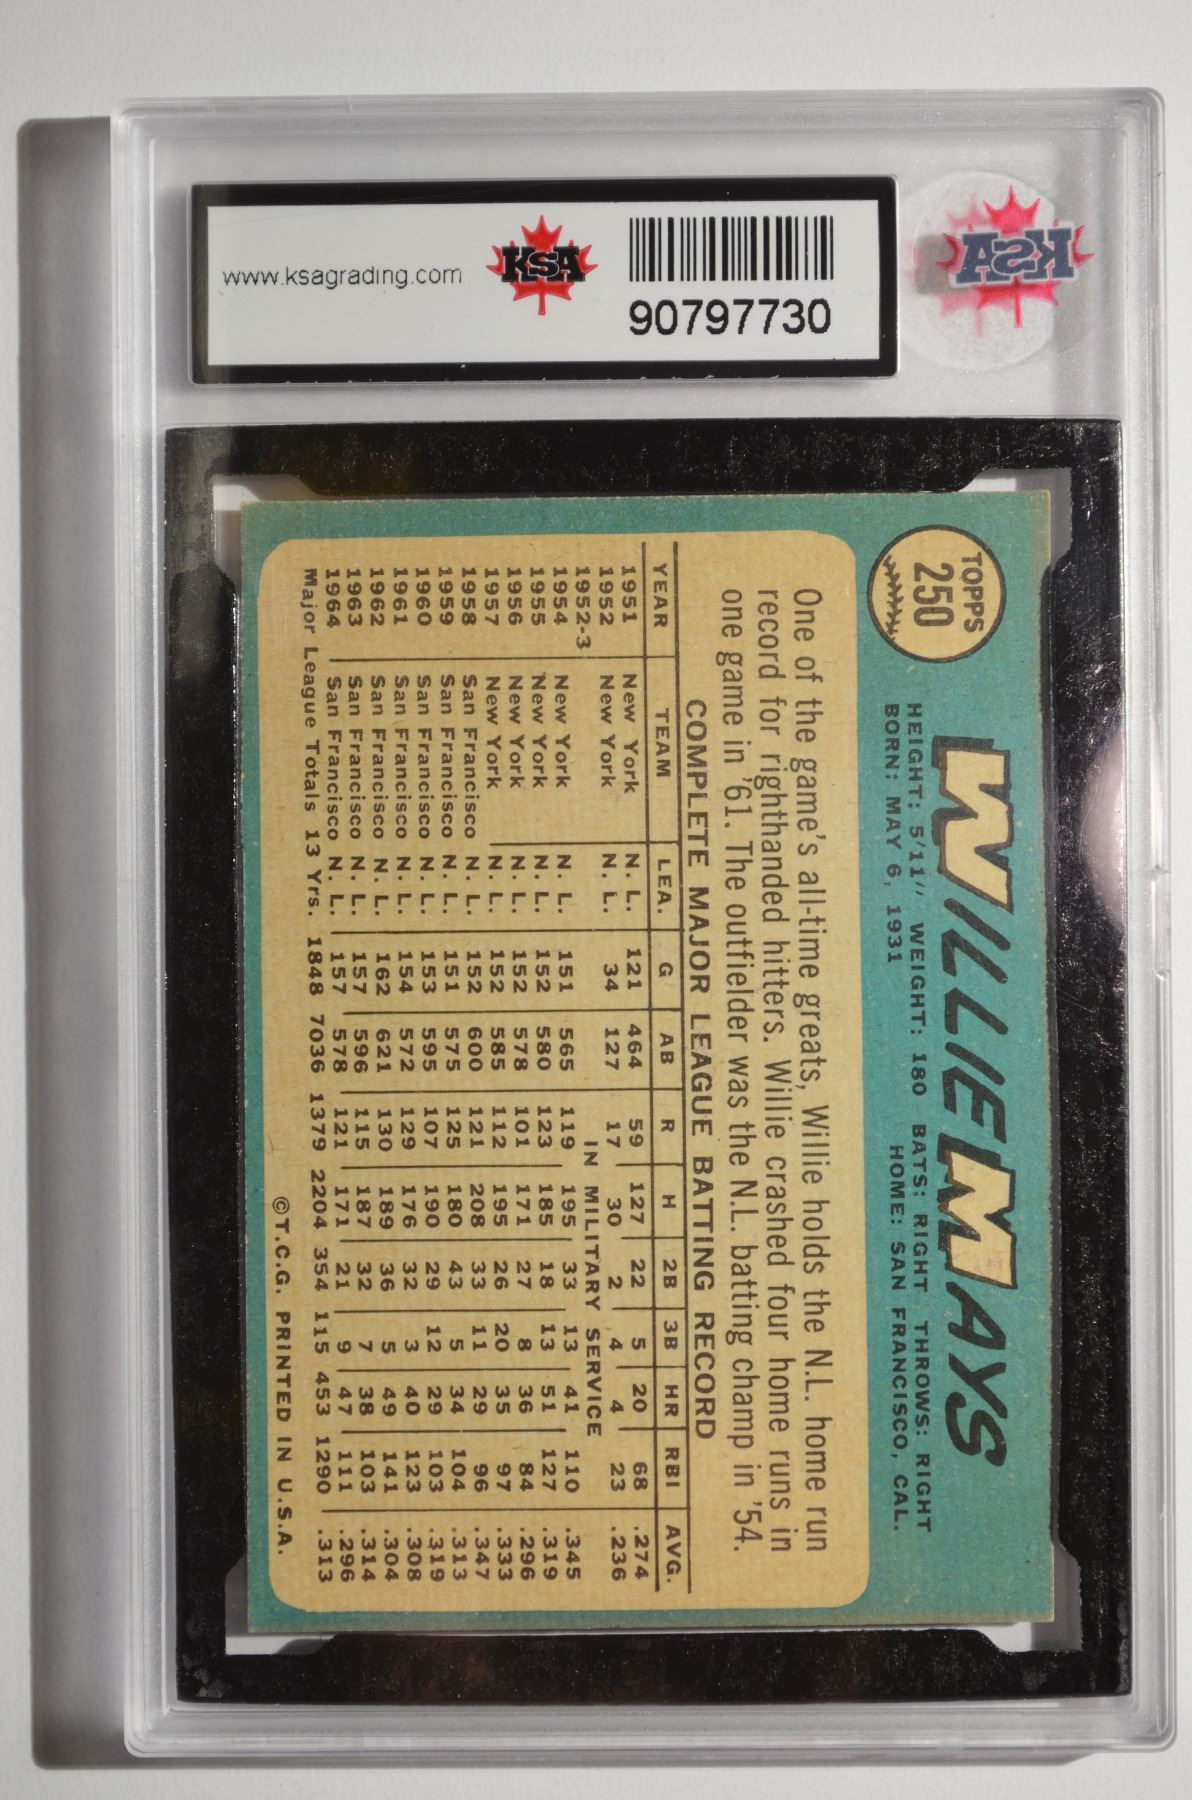 www.ksagrading.com
KSA
90797730
KSA
TOPPS
250
WILLIE MAYS
HEIGHT: 5'11" WEIGHT: 180 BATS: RIGHT THROWS: RIGHT
BORN: MAY 6, 1931 HOME: SAN FRANCISCO, CAL.
One of the game's all-time greats, Willie holds the N.L. home run
record for righthanded hitters. Willie crashed four home runs in
one game in '61. The outfielder was the N.L. batting champ in '54.
COMPLETE MAJOR LEAGUE BATTING RECORD
YEAR TEAM LEA. G AB R H 2B 3B HR RBI AVG.
1951 New York N. L. 121 464 59 127 22 5 20 68 .274
1952 New York N. L. 34 127 17 30 2 4 4 23 .236
1952-3 IN MILITARY SERVICE
1954 New York N. L. 151 565 119 195 33 13 41 110 .345
1955 New York N. L. 152 580 123 185 18 13 51 127 .319
1956 New York N. L. 152 578 101 171 27 8 36 84 .296
1957 New York N. L. 152 585 112 195 26 20 35 97 .333
1958 San Francisco N. L. 152 600 121 208 33 11 29 96 .347
1959 San Francisco N. L. 151 575 125 180 43 5 34 104 .313
1960 San Francisco N. L. 153 595 107 190 29 12 29 103 .319
1961 San Francisco N. L. 154 572 129 176 32 3 40 123 .308
1962 San Francisco N. L. 162 621 130 189 36 5 49 141 .304
1963 San Francisco N. L. 157 596 115 187 32 7 38 103 .314
1964 San Francisco N. L. 157 578 121 171 21 9 47 111 .296
Major League Totals 13 Yrs. 1848 7036 1379 2204 354 115 453 1290 .313
©T.C.G. PRINTED IN U.S.A.